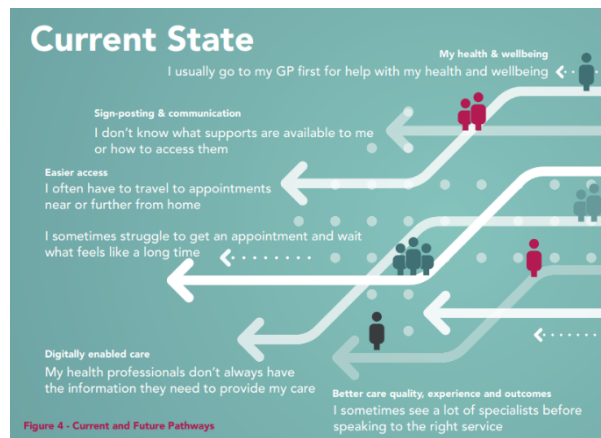 Current State
My health & wellbeing
I usually go to my GP first for help with my health and wellbeing
Sign-posting & communication
I don't know what supports are available to me
or how to access them
Easier access
I often have to travel to appointments
near or further from home
I sometimes struggle to get an appointment and wait
what feels like a long time
Digitally enabled care
My health professionals don't always have
the information they need to provide my care
Better care quality, experience and outcomes
I sometimes see a lot of specialists before
speaking to the right service
Figure 4 - Current and Future Pathways